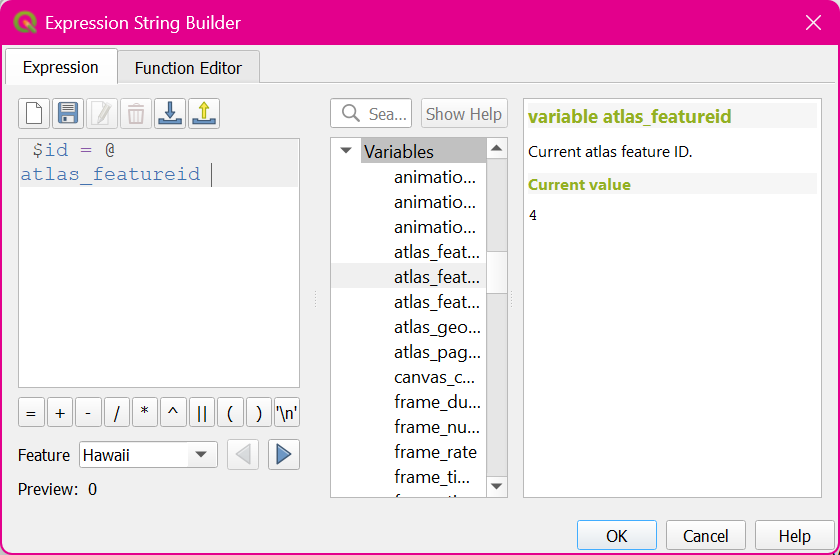 Expression String Builder
Expression
Function Editor
$id = @
atlas_featureid
= + - / * ^ || ( ) '\n'
Feature Hawaii
Preview: 0
Sea...
Show Help
Variables
animatio...
animatio...
animatio...
atlas_feat...
atlas_feat...
atlas_feat...
atlas_geo...
atlas_pag...
canvas_c...
frame_du...
frame_nu...
frame_rate
frame_ti...
variable atlas_featureid
Current atlas feature ID.
Current value
4
OK
Cancel
Help